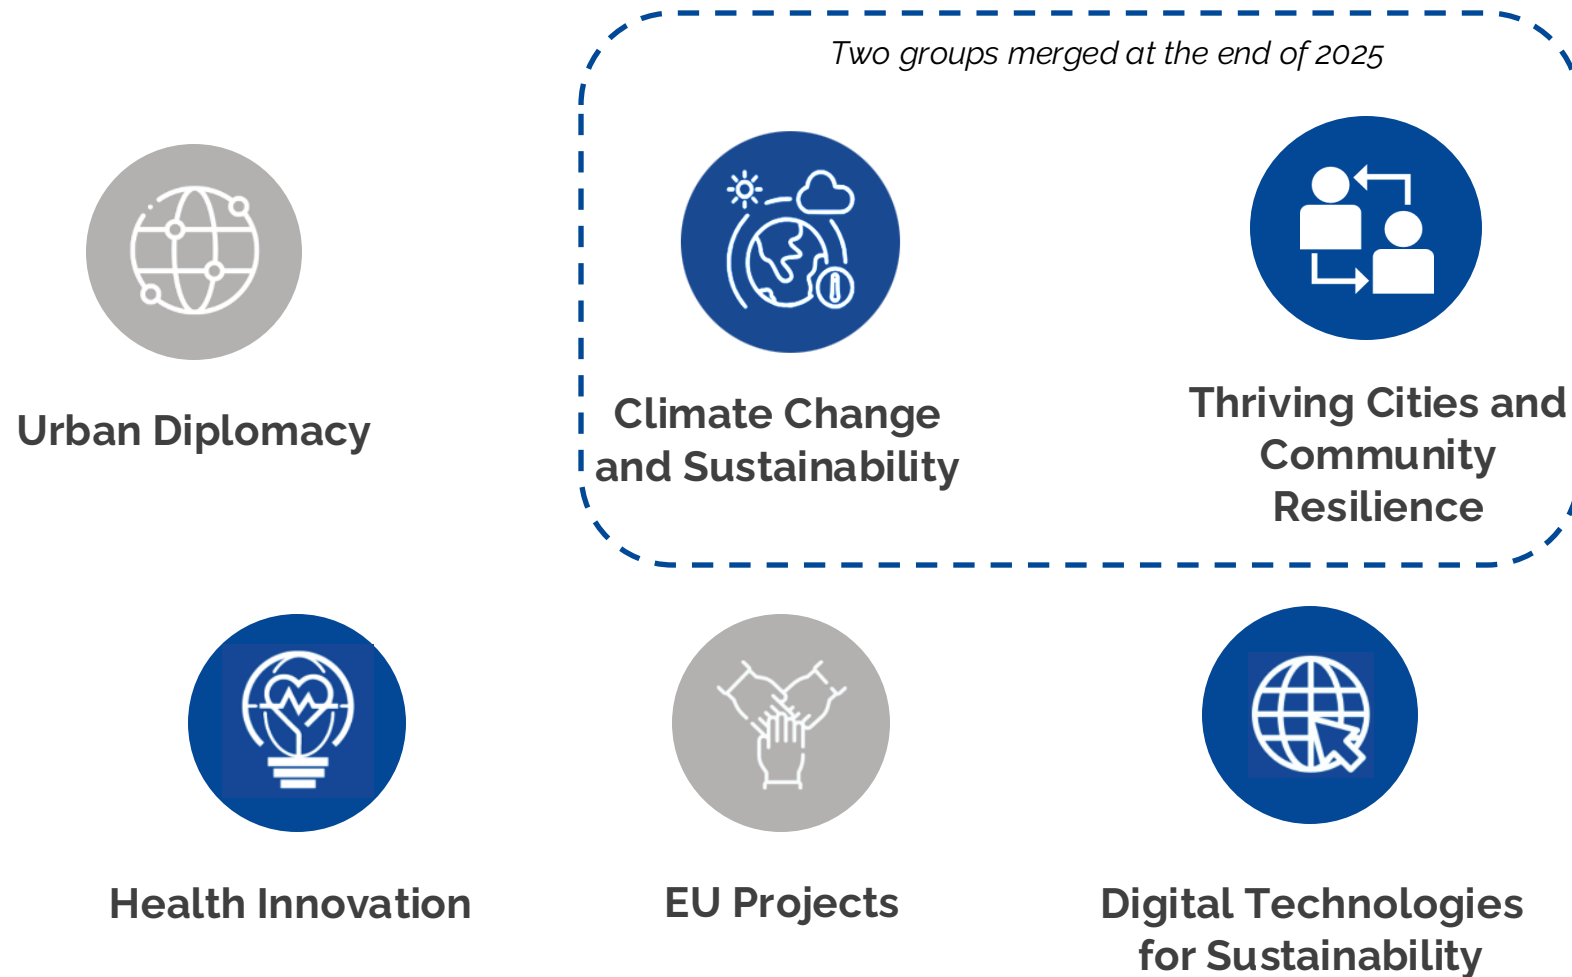 Two groups merged at the end of 2025
Urban Diplomacy
Climate Change
and Sustainability
Thriving Cities and
Community
Resilience
Health Innovation
EU Projects
Digital Technologies
for Sustainability